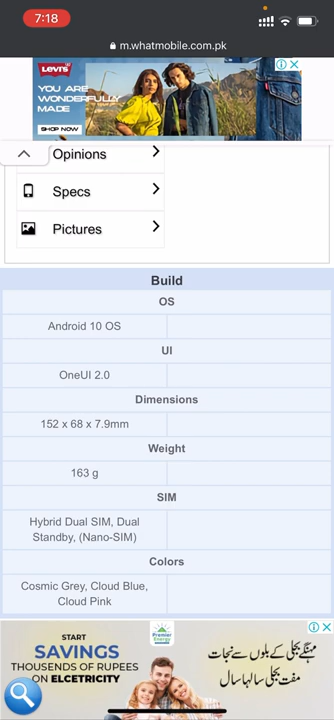 7:18
m.whatmobile.com.pk
LEVI'S
YOU ARE
WONDERFULLY
MADE
SHOP NOW
Opinions
Specs
Pictures
Build
OS
Android 10 OS
UI
OneUI 2.0
Dimensions
152 x 68 x 7.9mm
Weight
163 g
SIM
Hybrid Dual SIM, Dual
Standby, (Nano-SIM)
Colors
Cosmic Grey, Cloud Blue,
Cloud Pink
START
SAVINGS
THOUSENDS OF RUPEES
ON ELCETRICITY
Premier
Energy
مہنگے بجلی کے بلوں سے نجات
مفت بجلی سالہا سال